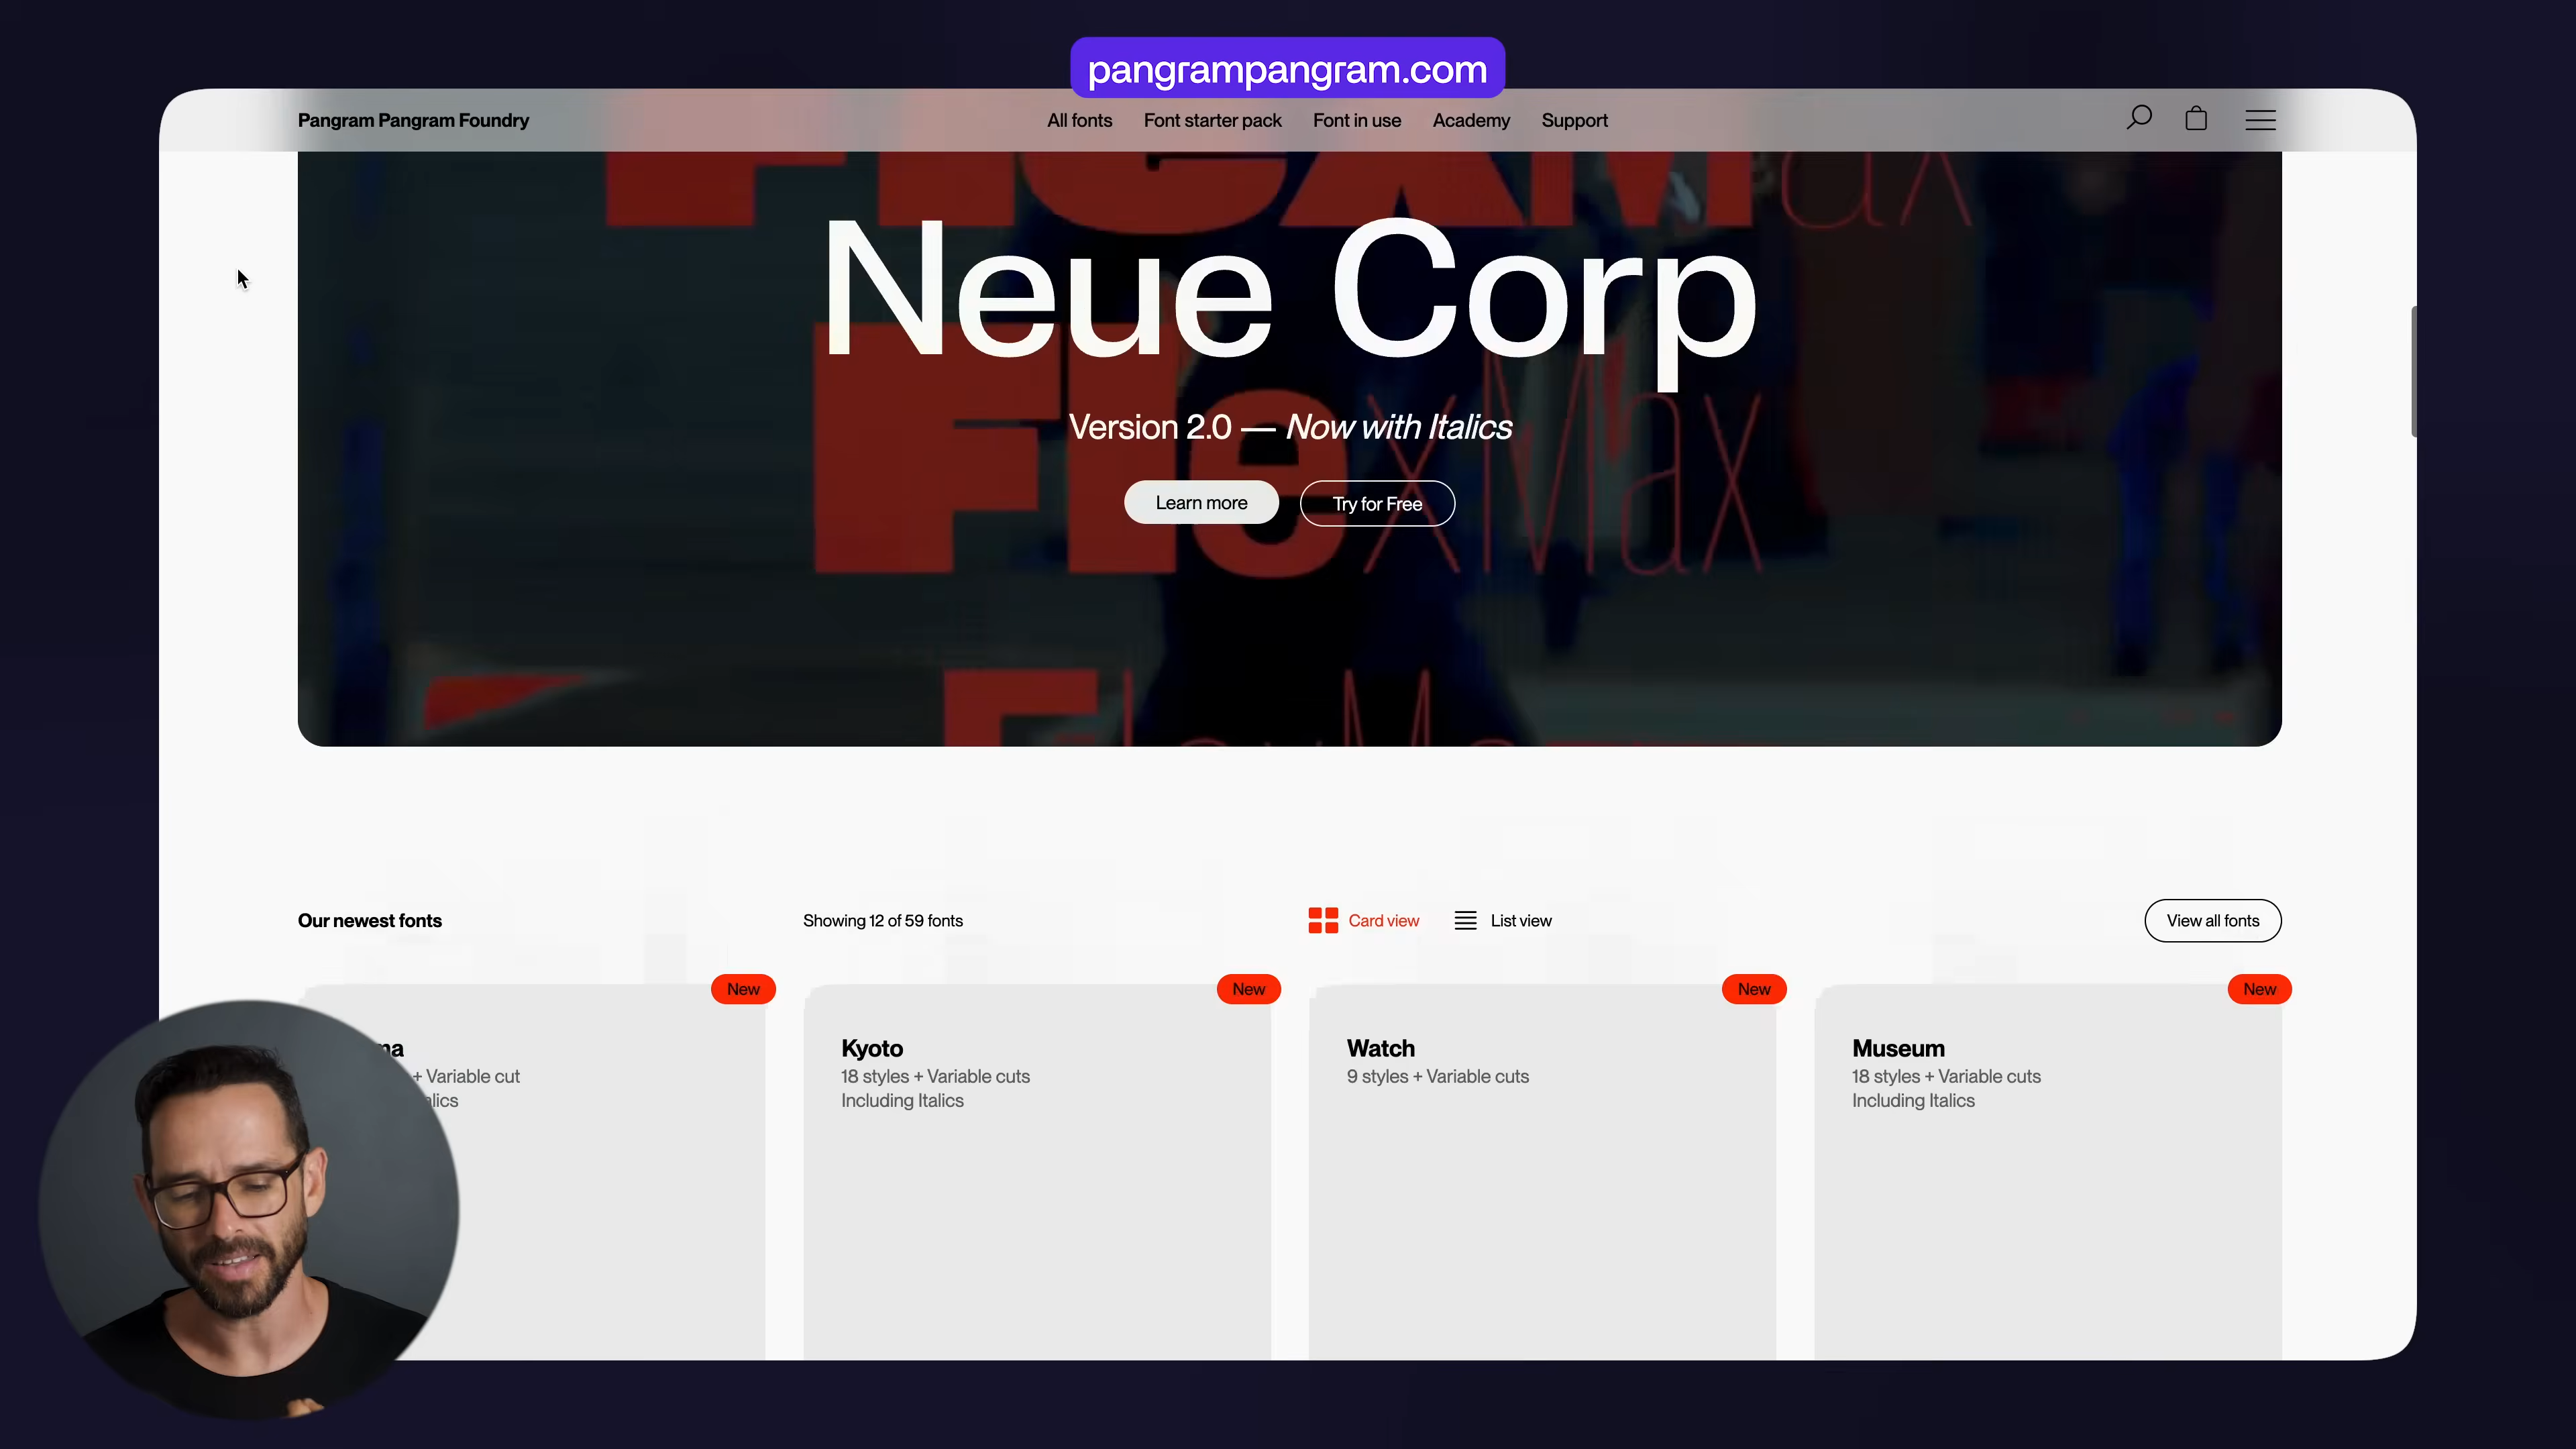 pangrampangram.com
Pangram Pangram Foundry
All fonts
Font starter pack
Font in use
Academy
Support
Neue Corp
Version 2.0 — Now with Italics
Learn more
Try for Free
FlexMax
Our newest fonts
Showing 12 of 59 fonts
Card view
List view
View all fonts
New
New
New
New
+ Variable cut
Kyoto
18 styles + Variable cuts
Including Italics
Watch
9 styles + Variable cuts
Museum
18 styles + Variable cuts
Including Italics